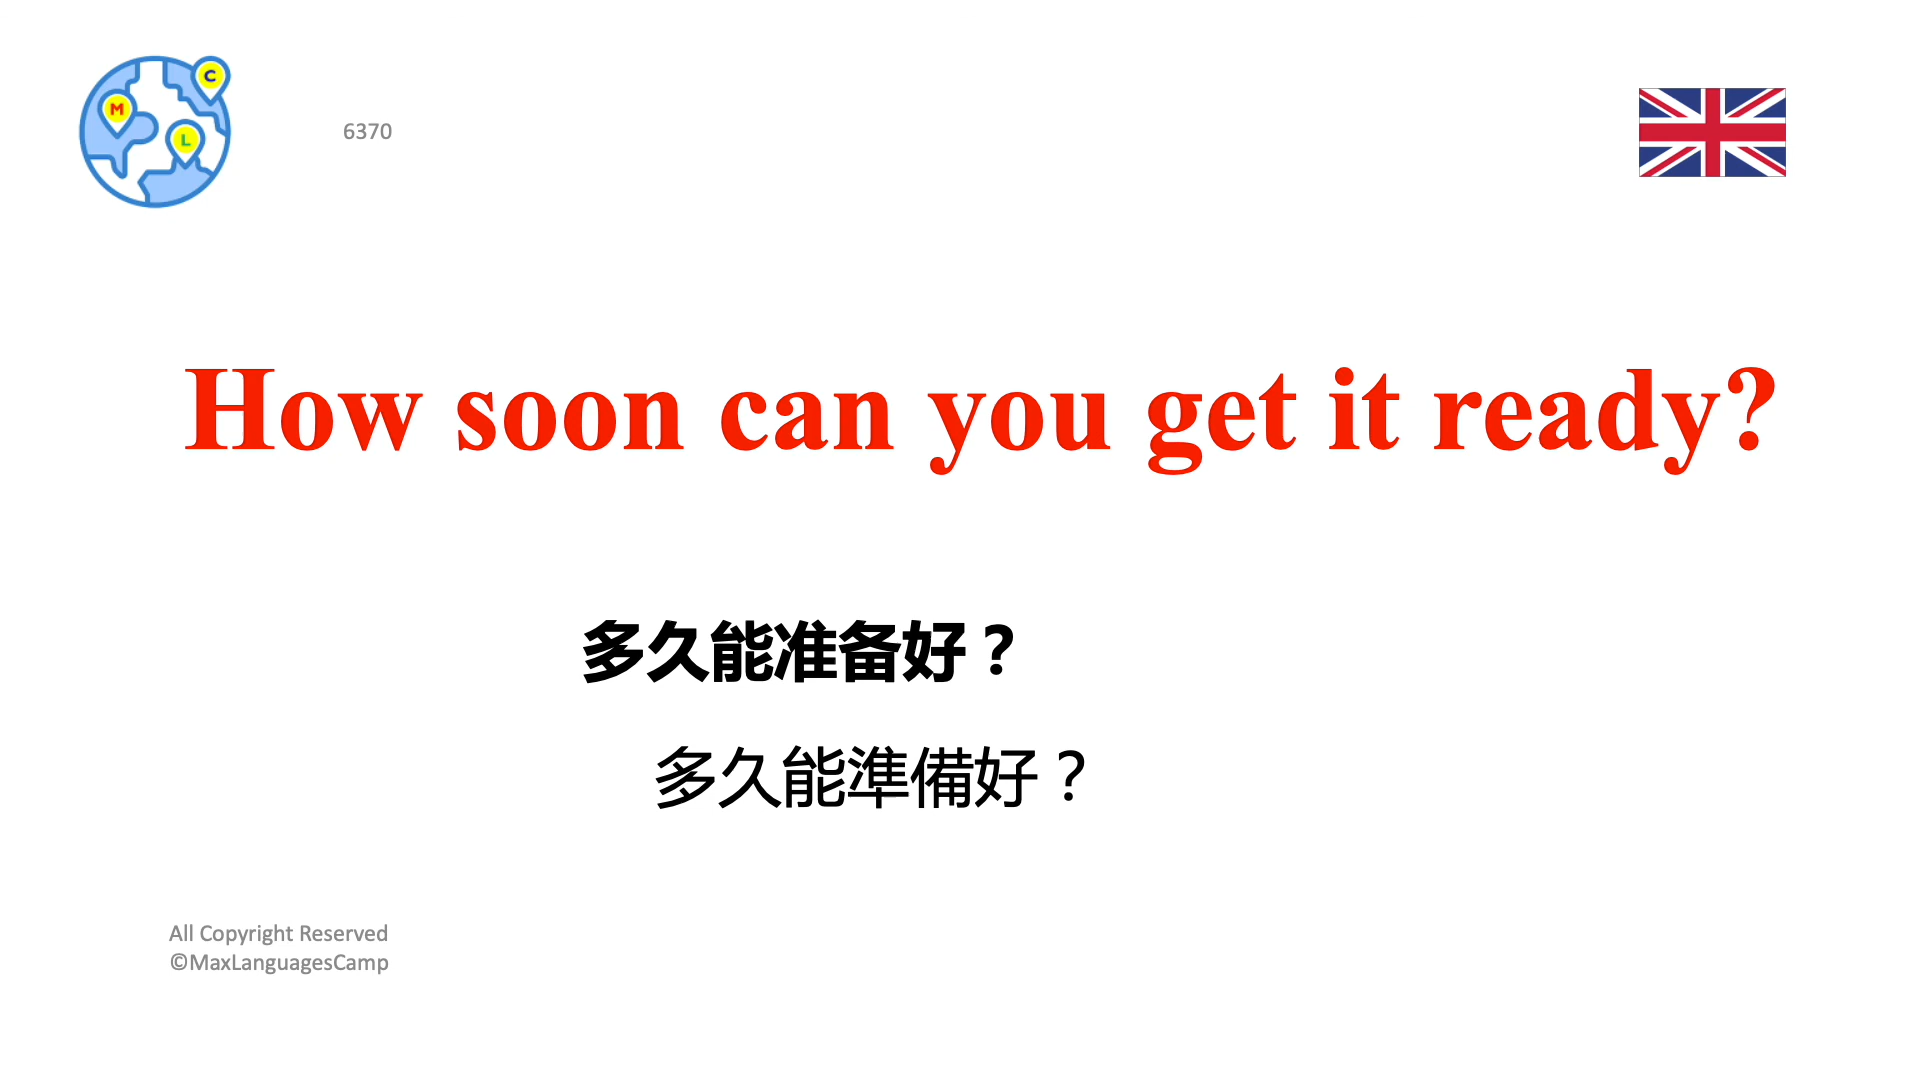 C
M
L
6370
How soon can you get it ready?
多久能准备好？
多久能準備好？
All Copyright Reserved
©MaxLanguagesCamp